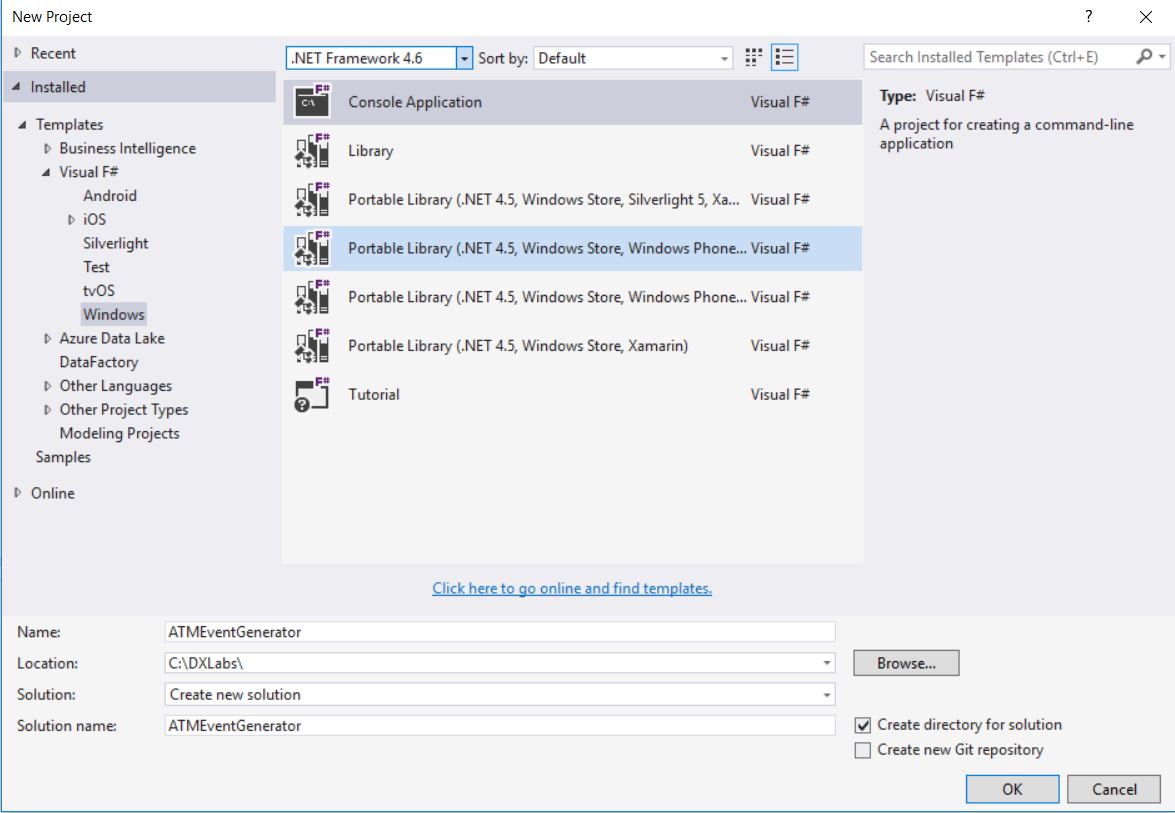 New Project
?
Recent
Installed
Templates
Business Intelligence
Visual F#
Android
iOS
Silverlight
Test
tvOS
Windows
Azure Data Lake
DataFactory
Other Languages
Other Project Types
Modeling Projects
Samples
Online
.NET Framework 4.6 Sort by: Default
F# C:\ Console Application Visual F#
F# Library Visual F#
F# Portable Library (.NET 4.5, Windows Store, Silverlight 5, Xa... Visual F#
F# Portable Library (.NET 4.5, Windows Store, Windows Phone... Visual F#
F# Portable Library (.NET 4.5, Windows Store, Windows Phone... Visual F#
F# Portable Library (.NET 4.5, Windows Store, Xamarin) Visual F#
F# ? Tutorial Visual F#
Click here to go online and find templates.
Search Installed Templates (Ctrl+E)
Type: Visual F#
A project for creating a command-line
application
Name: ATMEventGenerator
Location: C:\DXLabs\ Browse...
Solution: Create new solution
Solution name: ATMEventGenerator
Create directory for solution
Create new Git repository
OK Cancel